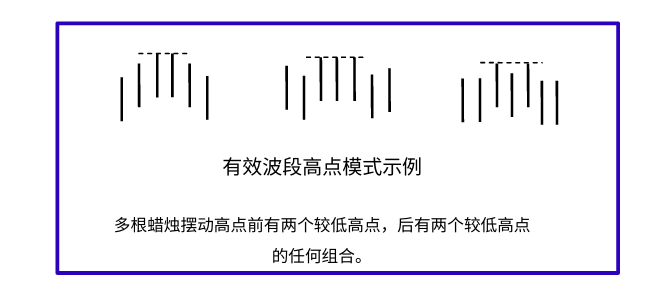 有效波段高点模式示例
多根蜡烛摆动高点前有两个较低高点，后有两个较低高点
的任何组合。